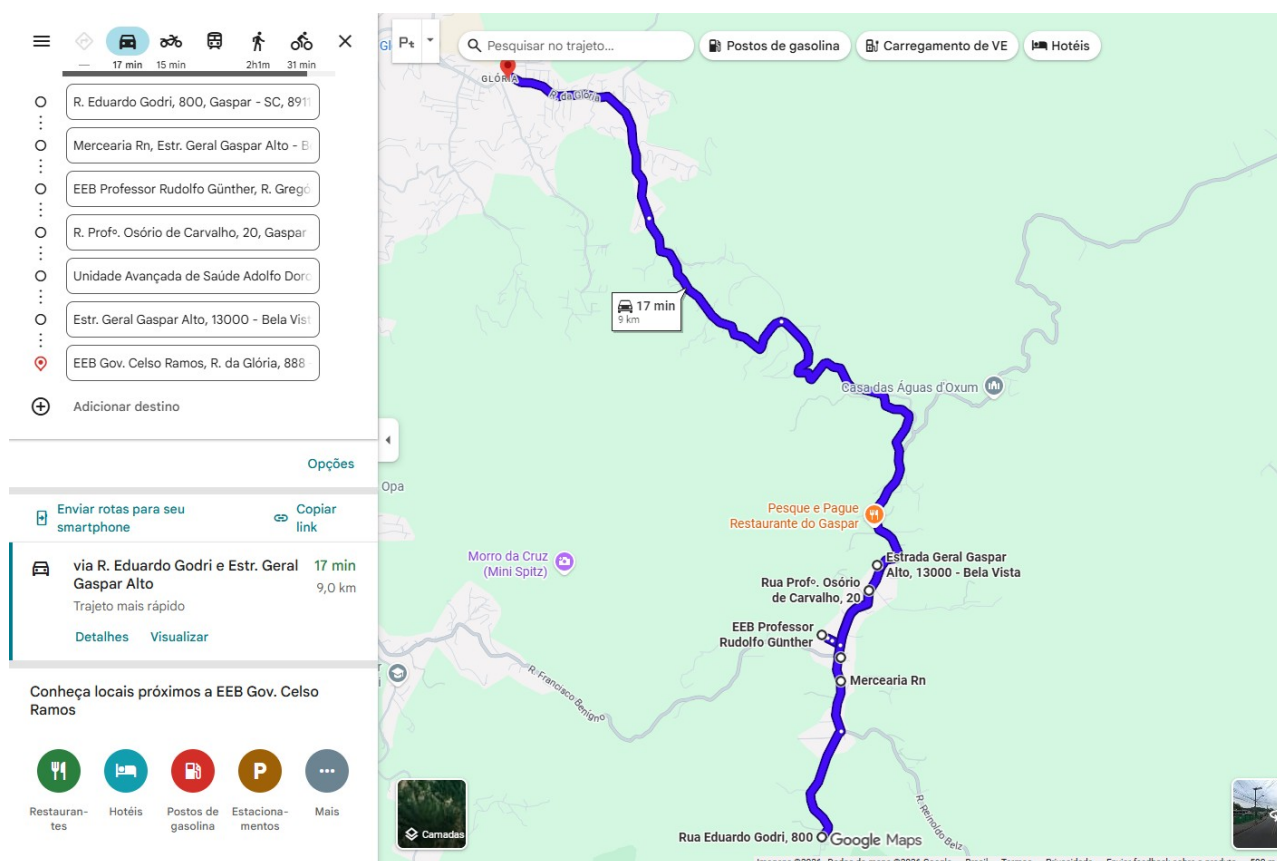 17 min
15 min
2h1m
31 min
R. Eduardo Godri, 800, Gaspar - SC, 8911
Mercearia Rn, Estr. Geral Gaspar Alto - B
EEB Professor Rudolfo Günther, R. Gregó
R. Profº. Osório de Carvalho, 20, Gaspar
Unidade Avançada de Saúde Adolfo Doro
Estr. Geral Gaspar Alto, 13000 - Bela Vist
EEB Gov. Celso Ramos, R. da Glória, 888
Adicionar destino
Opções
Enviar rotas para seu
smartphone
Copiar
link
via R. Eduardo Godri e Estr. Geral
Gaspar Alto
17 min
9,0 km
Trajeto mais rápido
Detalhes
Visualizar
Conheça locais próximos a EEB Gov. Celso
Ramos
P
Restauran-
tes
Hotéis
Postos de
gasolina
Estaciona-
mentos
Mais
Pesquisar no trajeto...
Postos de gasolina
Carregamento de VE
Hotéis
GLÓRIA
R. da Glória
17 min
9 km
Casa das Águas d'Oxum
Opa
Pesque e Pague
Restaurante do Gaspar
Morro da Cruz
(Mini Spitz)
Estrada Geral Gaspar
Alto, 13000 - Bela Vista
Rua Profº. Osório
de Carvalho, 20
EEB Professor
Rudolfo Günther
Mercearia Rn
R. Francisco Benigno
R. Reinoldo Belz
Rua Eduardo Godri, 800
Google Maps
Camadas